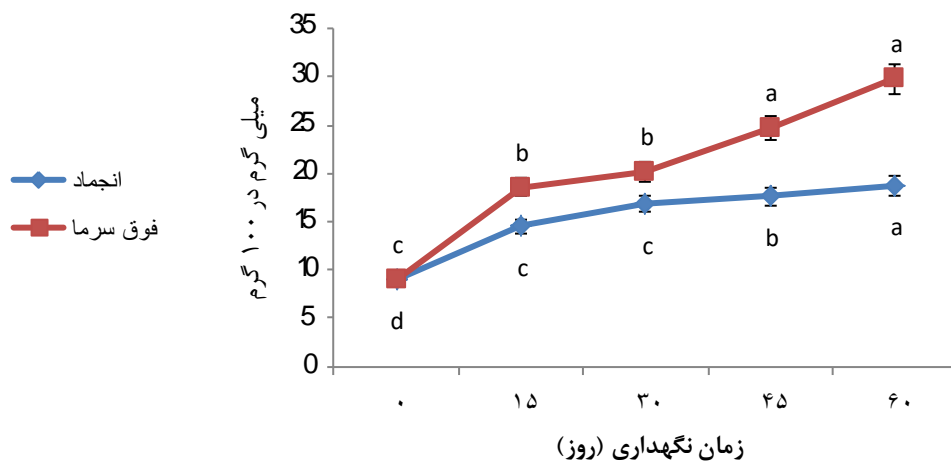 35
30
25
20
15
10
5
0
میلی گرم در ۱۰۰ گرم
a
a
b
b
c
a
b
c
c
d
۰ ۱۵ ۳۰ ۴۵ ۶۰
زمان نگهداری (روز)
انجماد
فوق سرما